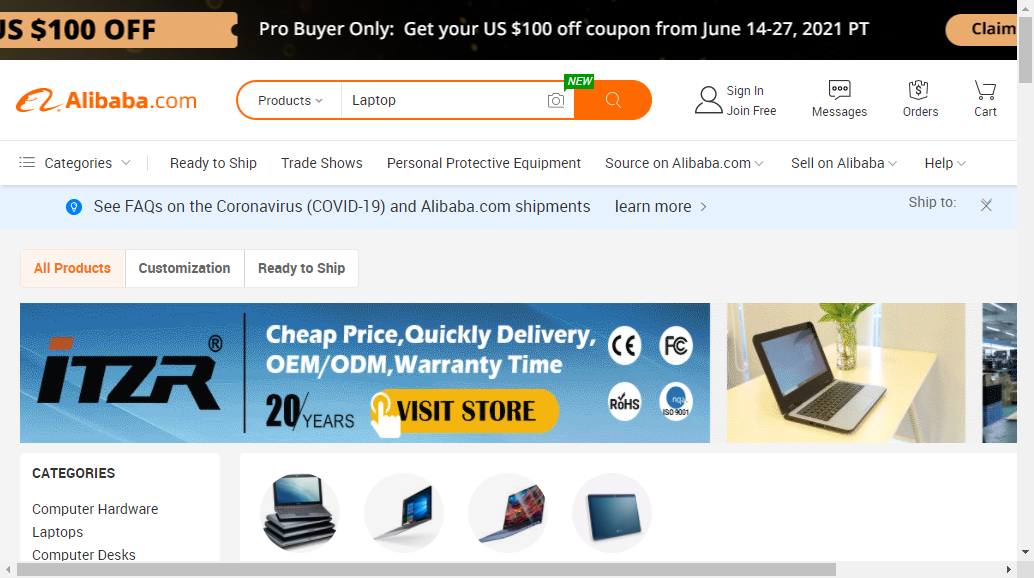 US $100 OFF
Pro Buyer Only: Get your US $100 off coupon from June 14-27, 2021 PT
Claim
Alibaba.com
Products
Laptop
NEW
Sign In
Join Free
Messages
Orders
Cart
Categories
Ready to Ship
Trade Shows
Personal Protective Equipment
Source on Alibaba.com
Sell on Alibaba
Help
See FAQs on the Coronavirus (COVID-19) and Alibaba.com shipments
learn more
Ship to:
All Products
Customization
Ready to Ship
ITZR®
Cheap Price,Quickly Delivery,
OEM/ODM,Warranty Time
20/YEARS
VISIT STORE
CE
FC
RoHS
nqa
ISO 9001
CATEGORIES
Computer Hardware
Laptops
Computer Desks